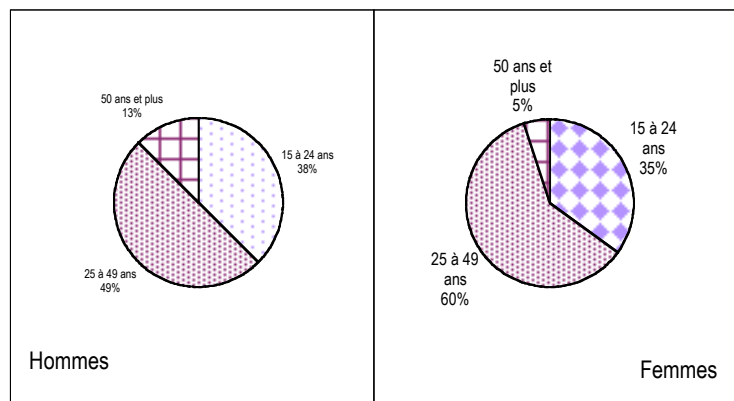 50 ans et plus
13%
15 à 24 ans
38%
25 à 49 ans
49%
Hommes
50 ans et
plus
5%
15 à 24
ans
35%
25 à 49
ans
60%
Femmes